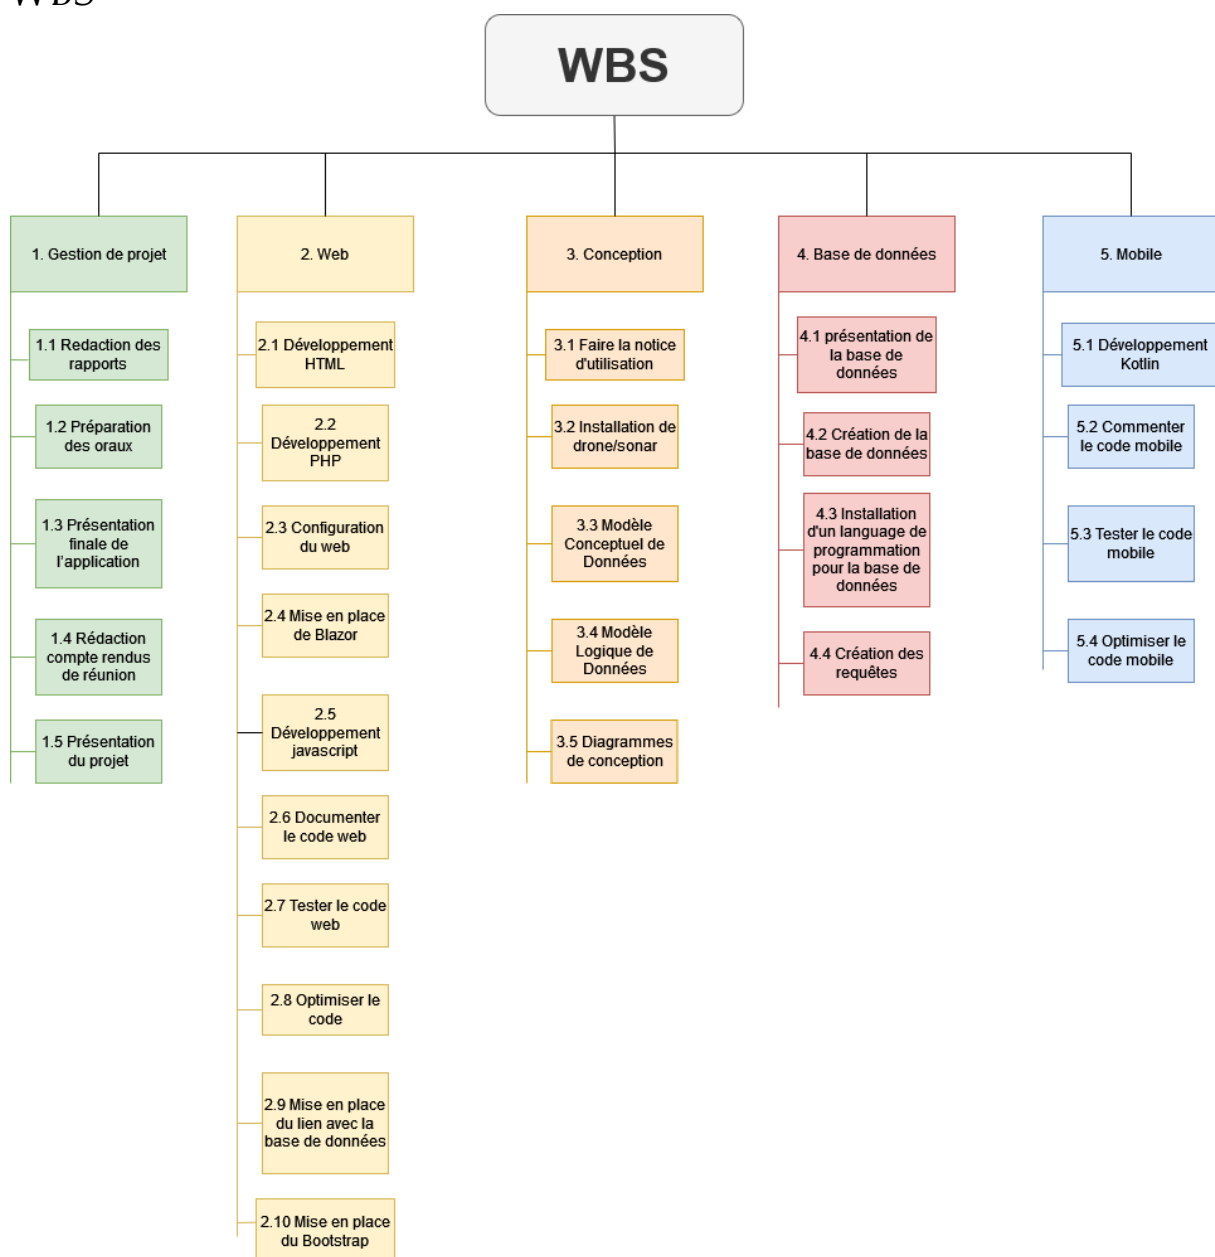 WBS
WBS
1. Gestion de projet
2. Web
3. Conception
4. Base de données
5. Mobile
1.1 Redaction des
rapports
1.2 Préparation
des oraux
1.3 Présentation
finale de
l'application
1.4 Rédaction
compte rendus
de réunion
1.5 Présentation
du projet
2.1 Développement
HTML
2.2
Développement
PHP
2.3 Configuration
du web
2.4 Mise en place
de Blazor
2.5
Développement
javascript
2.6 Documenter
le code web
2.7 Tester le code
web
2.8 Optimiser le
code
2.9 Mise en place
du lien avec la
base de données
2.10 Mise en place
du Bootstrap
3.1 Faire la notice
d'utilisation
3.2 Installation de
drone/sonar
3.3 Modèle
Conceptuel de
Données
3.4 Modèle
Logique de
Données
3.5 Diagrammes
de conception
4.1 présentation de
la base de
données
4.2 Création de la
base de données
4.3 Installation
d'un language de
programmation
pour la base de
données
4.4 Création des
requêtes
5.1 Développement
Kotlin
5.2 Commenter
le code mobile
5.3 Tester le code
mobile
5.4 Optimiser le
code mobile